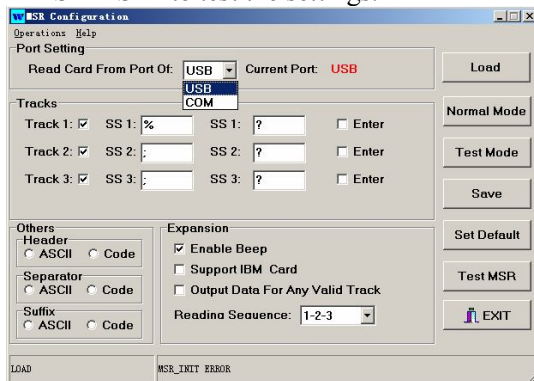 MSR Configuration
Operations Help
Port Setting
Read Card From Port Of: USB Current Port: USB
USB
COM
Load
Tracks
Track 1: SS 1: % SS 1: ? Enter
Track 2: SS 2: ; SS 2: ? Enter
Track 3: SS 3: ; SS 3: ? Enter
Normal Mode
Test Mode
Save
Others
Header
ASCII Code
Separator
ASCII Code
Suffix
ASCII Code
Expansion
Enable Beep
Support IBM Card
Output Data For Any Valid Track
Reading Sequence: 1-2-3
Set Default
Test MSR
EXIT
LOAD MSR_INIT ERROR